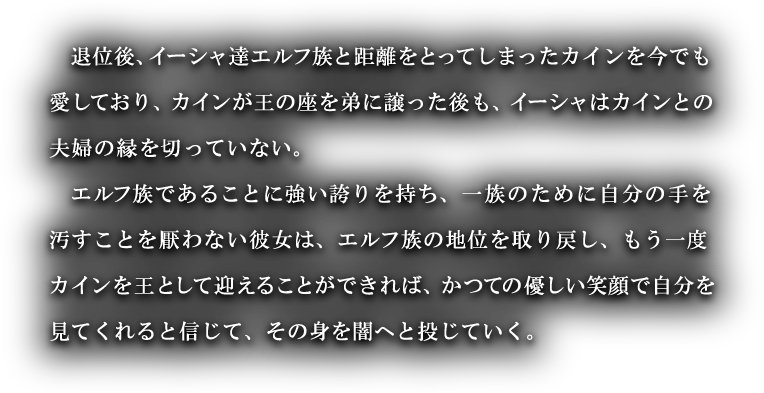 退位後、イーシャ達エルフ族と距離をとってしまったカインを今でも
愛しており、カインが王の座を弟に譲った後も、イーシャはカインとの
夫婦の縁を切っていない。
エルフ族であることに強い誇りを持ち、一族のために自分の手を
汚すことを厭わない彼女は、エルフ族の地位を取り戻し、もう一度
カインを王として迎えることができれば、かつての優しい笑顔で自分を
見てくれると信じて、その身を闇へと投じていく。